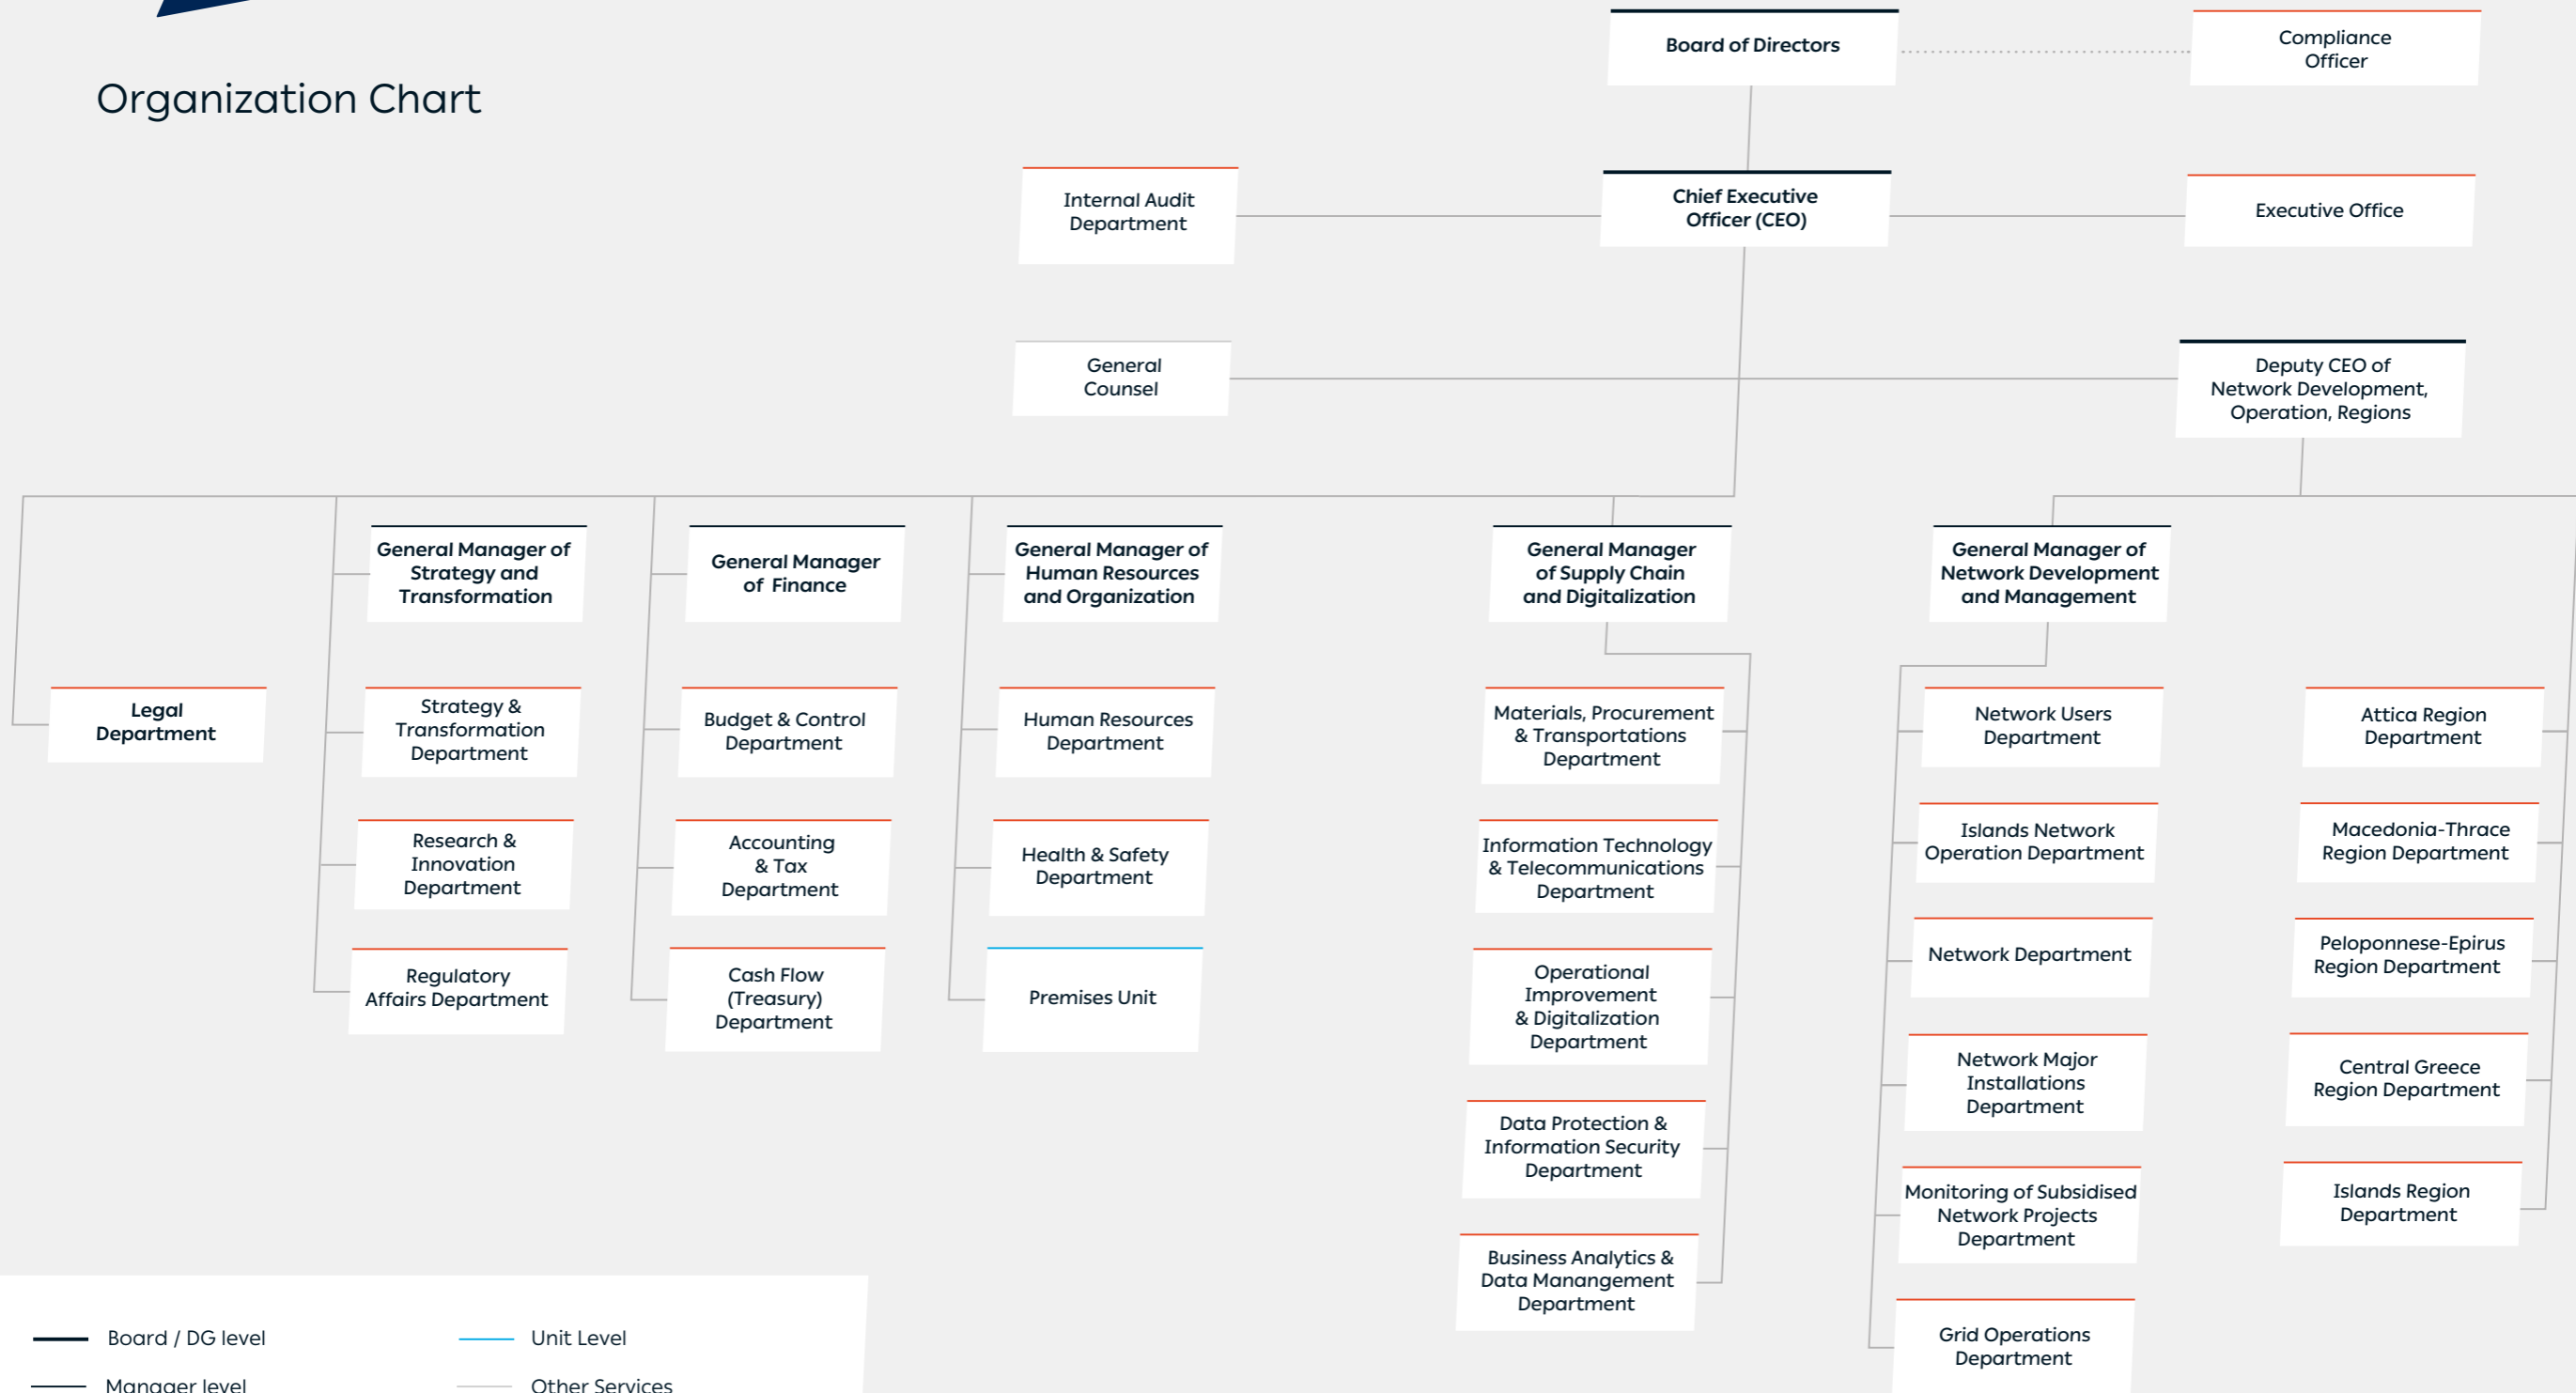 Organization Chart
Board of Directors
Compliance
Officer
Internal Audit
Department
Chief Executive
Officer (CEO)
Executive Office
General
Counsel
Deputy CEO of
Network Development,
Operation, Regions
General Manager of
Strategy and
Transformation
General Manager
of Finance
General Manager of
Human Resources
and Organization
General Manager
of Supply Chain
and Digitalization
General Manager of
Network Development
and Management
Legal
Department
Strategy &
Transformation
Department
Research &
Innovation
Department
Regulatory
Affairs Department
Budget & Control
Department
Accounting
& Tax
Department
Cash Flow
(Treasury)
Department
Human Resources
Department
Health & Safety
Department
Premises Unit
Materials, Procurement
& Transportations
Department
Information Technology
& Telecommunications
Department
Operational
Improvement
& Digitalization
Department
Data Protection &
Information Security
Department
Business Analytics &
Data Manangement
Department
Network Users
Department
Islands Network
Operation Department
Network Department
Network Major
Installations
Department
Monitoring of Subsidised
Network Projects
Department
Grid Operations
Department
Attica Region
Department
Macedonia-Thrace
Region Department
Peloponnese-Epirus
Region Department
Central Greece
Region Department
Islands Region
Department
Board / DG level
Unit Level
Manager level
Other Services